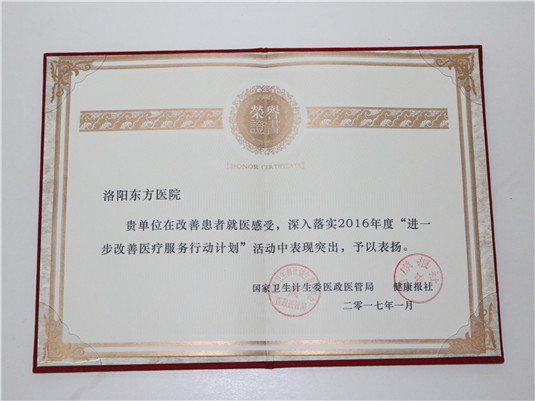 榮譽
證書
HONOR CERTIFICATE
洛阳东方医院
贵单位在改善患者就医感受，深入落实2016年度“进一
步改善医疗服务行动计划”活动中表现突出，予以表扬。
国家卫生计生委医政医管局 健康报社
二零一七年一月